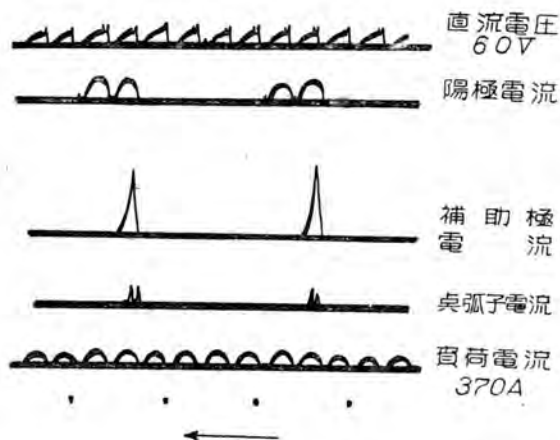 直流電圧
60V
陽極電流
補助極
電流
点弧子電流
負荷電流
370A